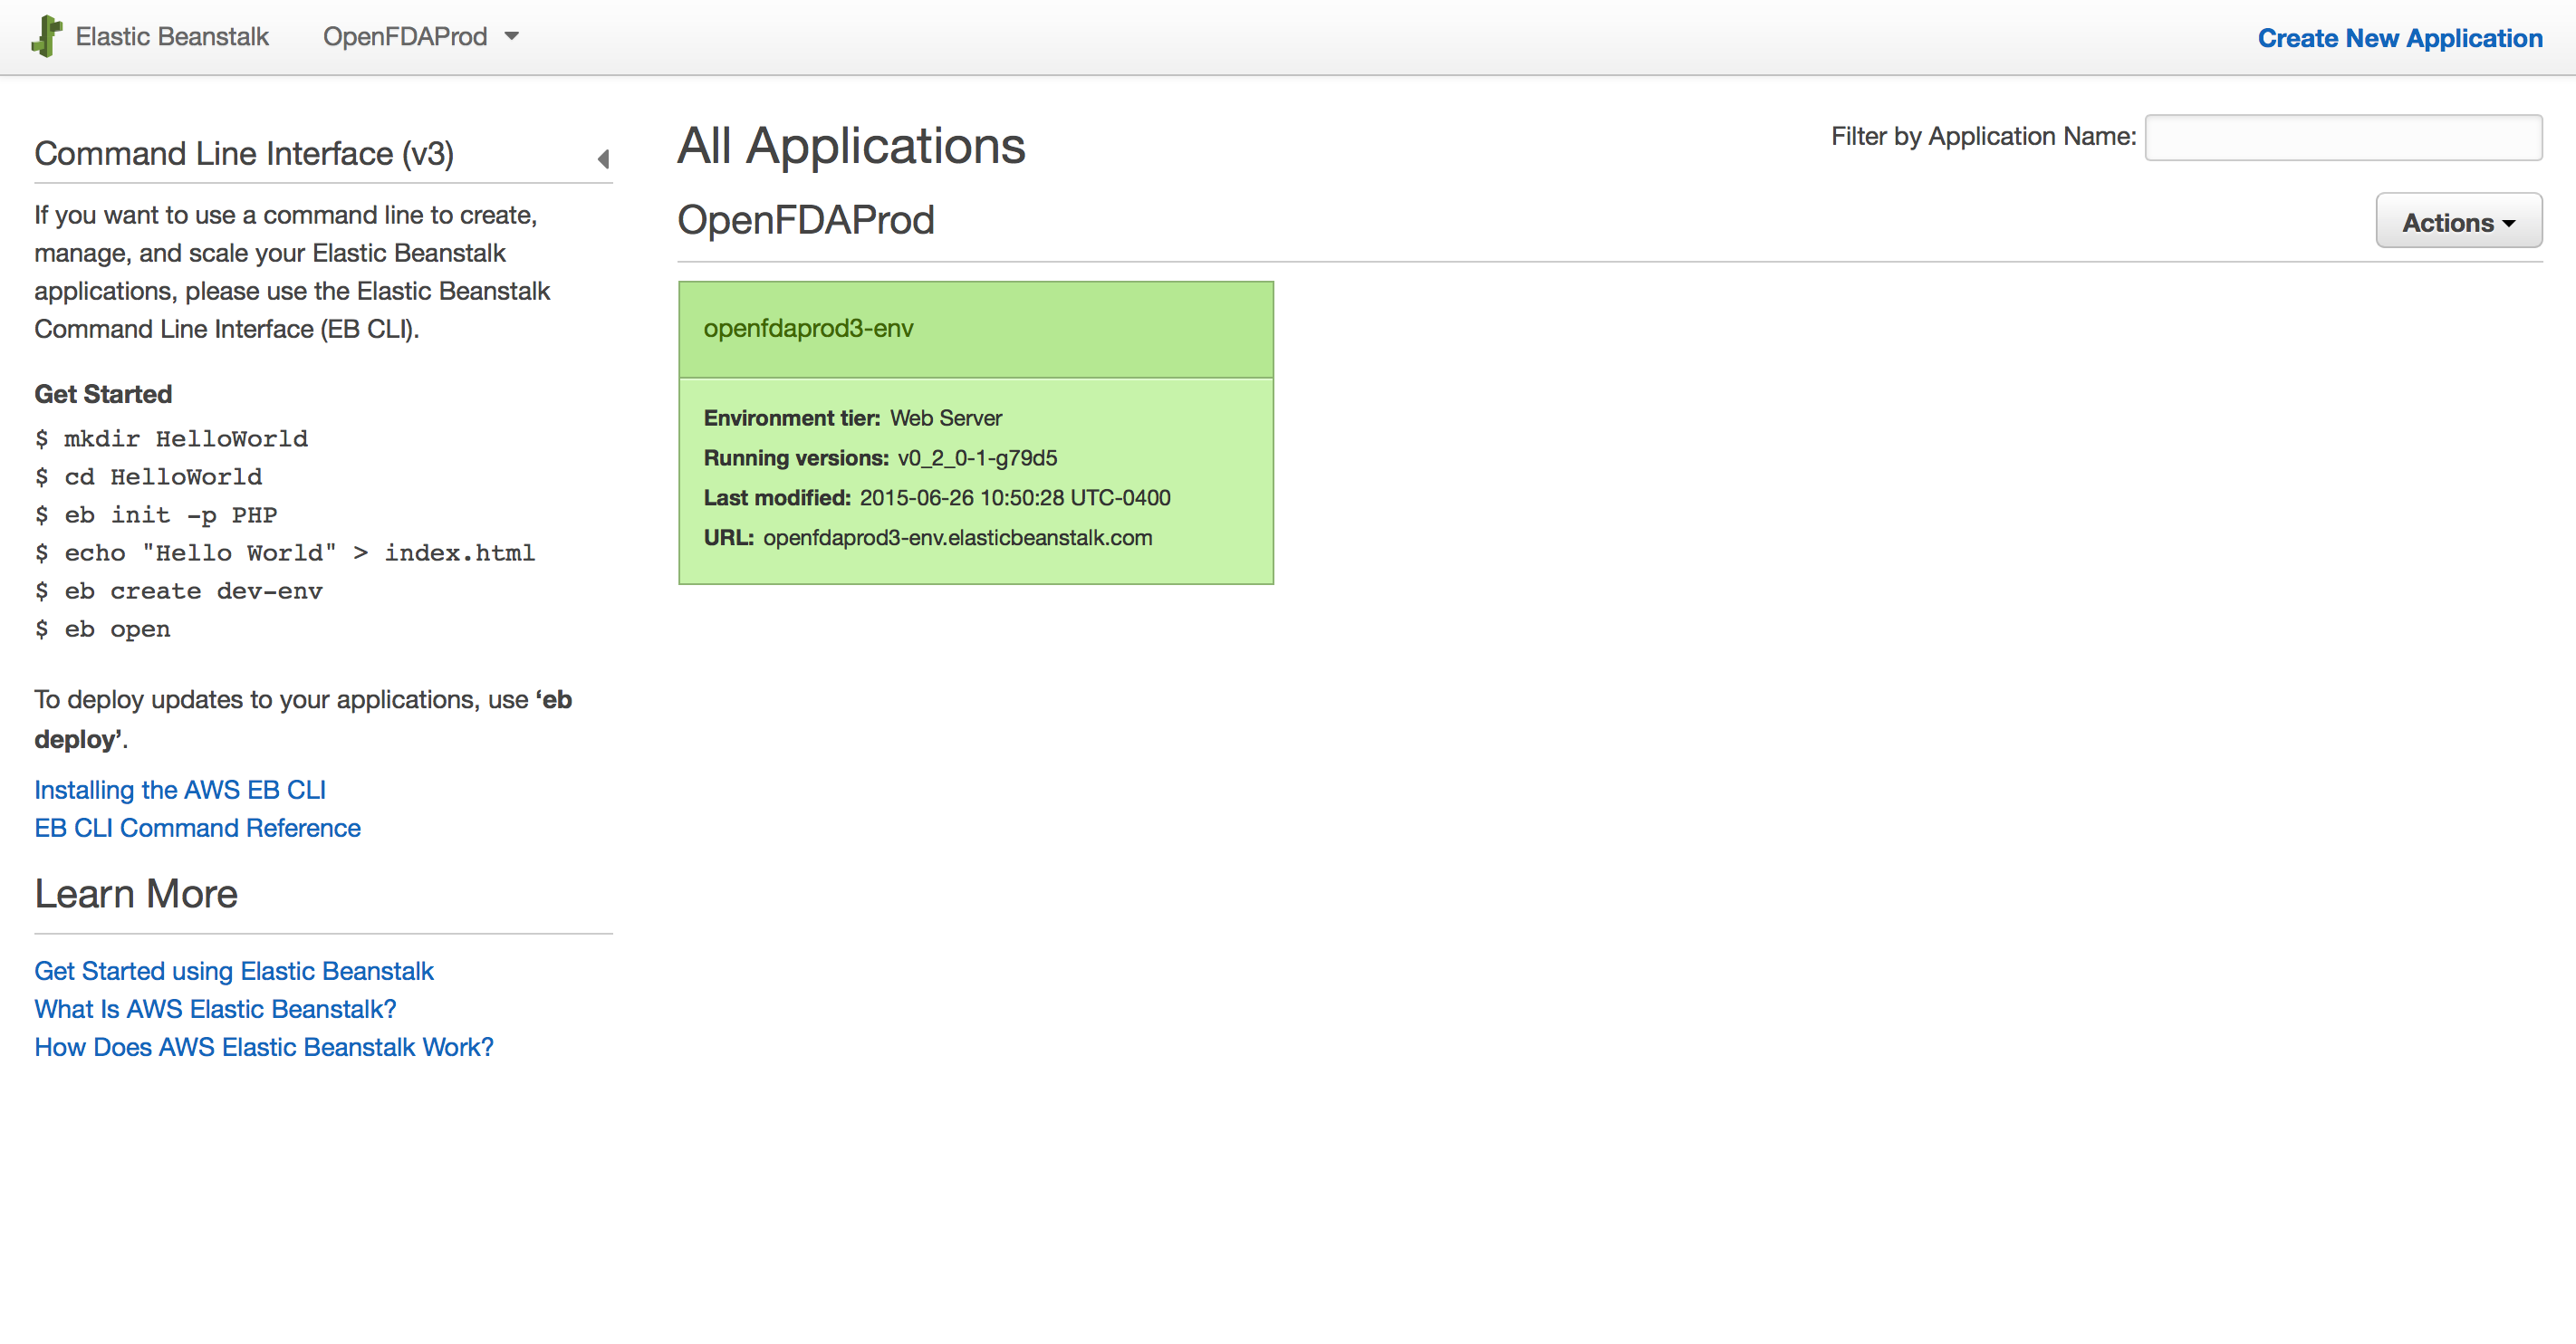 Elastic Beanstalk OpenFDAProd Create New Application
Command Line Interface (v3)
If you want to use a command line to create,
manage, and scale your Elastic Beanstalk
applications, please use the Elastic Beanstalk
Command Line Interface (EB CLI).
Get Started
$ mkdir HelloWorld
$ cd HelloWorld
$ eb init -p PHP
$ echo "Hello World" > index.html
$ eb create dev-env
$ eb open
To deploy updates to your applications, use ‘eb
deploy’.
Installing the AWS EB CLI
EB CLI Command Reference
Learn More
Get Started using Elastic Beanstalk
What Is AWS Elastic Beanstalk?
How Does AWS Elastic Beanstalk Work?
All Applications
Filter by Application Name:
OpenFDAProd
Actions
openfdaprod3-env
Environment tier: Web Server
Running versions: v0_2_0-1-g79d5
Last modified: 2015-06-26 10:50:28 UTC-0400
URL: openfdaprod3-env.elasticbeanstalk.com